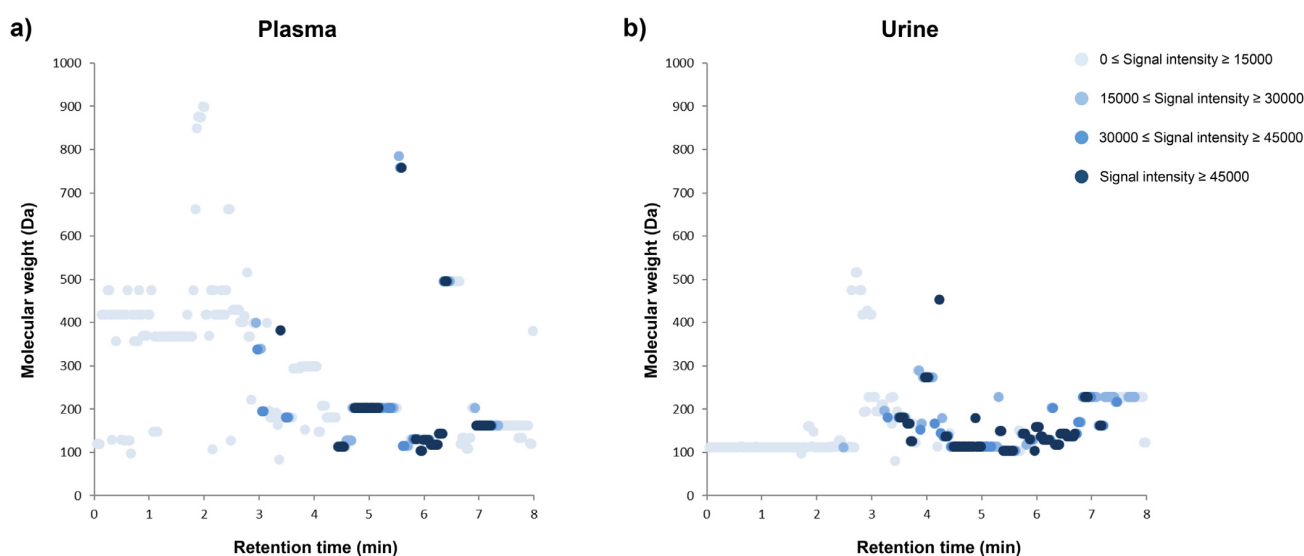 a)
Plasma
Molecular weight (Da)
1000
900
800
700
600
500
400
300
200
100
0
0 1 2 3 4 5 6 7 8
Retention time (min)
b)
Urine
Molecular weight (Da)
1000
900
800
700
600
500
400
300
200
100
0
0 1 2 3 4 5 6 7 8
Retention time (min)
0 ≤ Signal intensity ≥ 15000
15000 ≤ Signal intensity ≥ 30000
30000 ≤ Signal intensity ≥ 45000
Signal intensity ≥ 45000